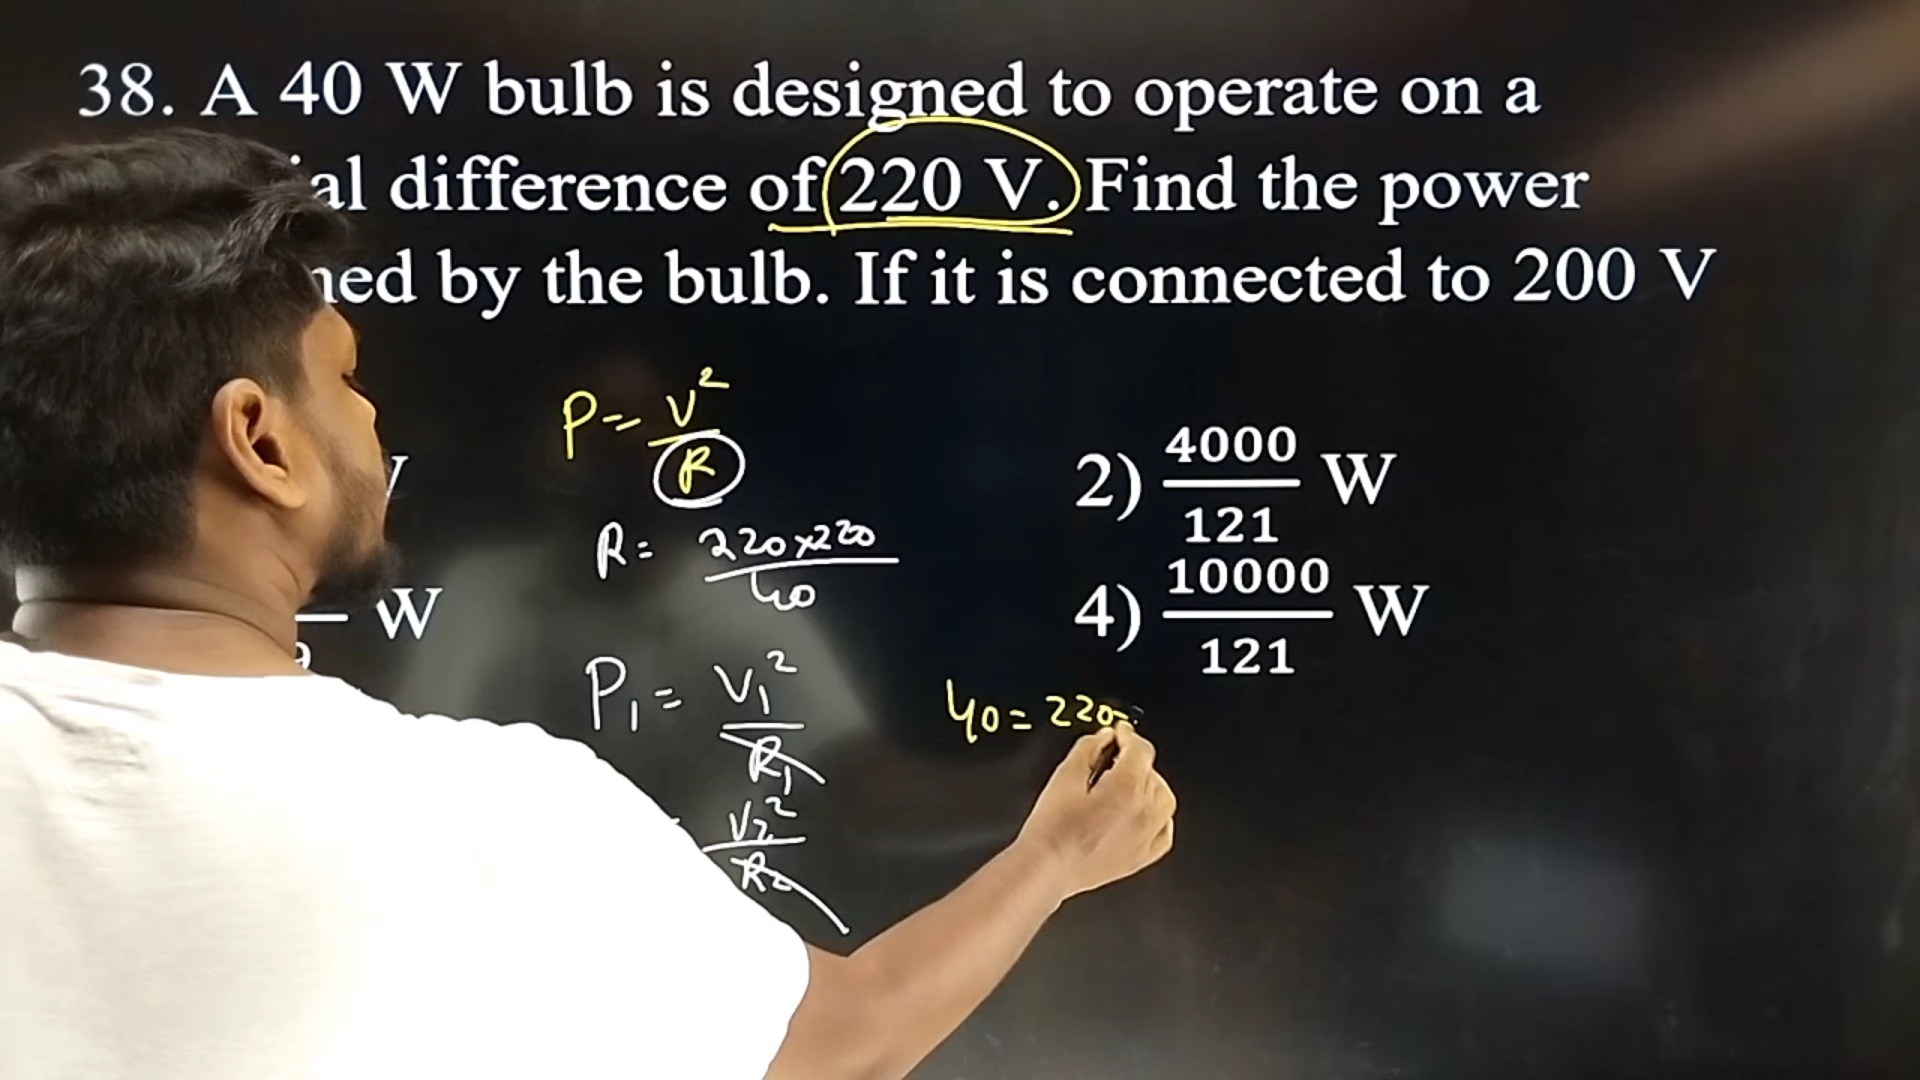 38. A 40 W bulb is designed to operate on a
difference of 220 V. Find the power
by the bulb. If it is connected to 200 V
P = V²
R
2) 4000 W
121
R = 220×220
40
4) 10000 W
121
W
P₁ = V₁²
R₁
V₂²
R₂
40 = 220